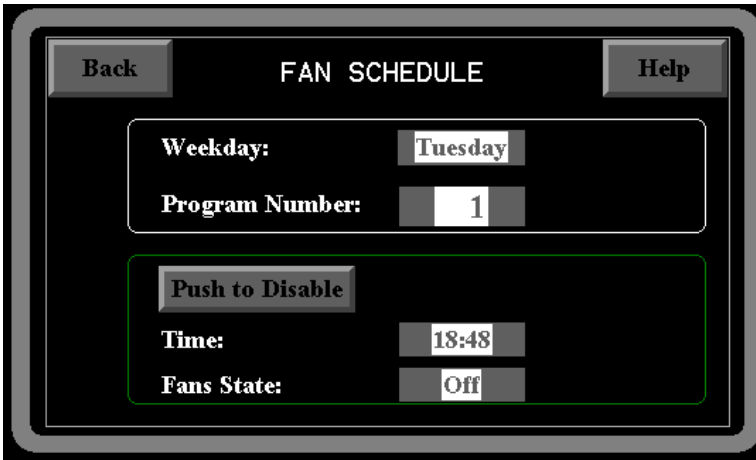 Back FAN SCHEDULE Help
Weekday: Tuesday
Program Number: 1
Push to Disable
Time: 18:48
Fans State: Off